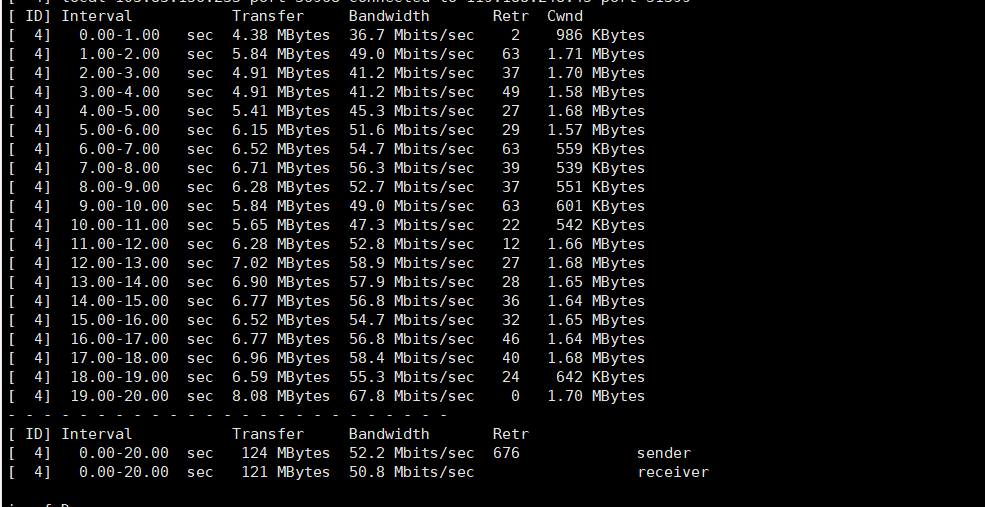 [ ID] Interval           Transfer     Bandwidth       Retr  Cwnd
[  4]   0.00-1.00   sec  4.38 MBytes  36.7 Mbits/sec    2    986 KBytes
[  4]   1.00-2.00   sec  5.84 MBytes  49.0 Mbits/sec   63   1.71 MBytes
[  4]   2.00-3.00   sec  4.91 MBytes  41.2 Mbits/sec   37   1.70 MBytes
[  4]   3.00-4.00   sec  4.91 MBytes  41.2 Mbits/sec   49   1.58 MBytes
[  4]   4.00-5.00   sec  5.41 MBytes  45.3 Mbits/sec   27   1.68 MBytes
[  4]   5.00-6.00   sec  6.15 MBytes  51.6 Mbits/sec   29   1.57 MBytes
[  4]   6.00-7.00   sec  6.52 MBytes  54.7 Mbits/sec   63    559 KBytes
[  4]   7.00-8.00   sec  6.71 MBytes  56.3 Mbits/sec   39    539 KBytes
[  4]   8.00-9.00   sec  6.28 MBytes  52.7 Mbits/sec   37    551 KBytes
[  4]   9.00-10.00  sec  5.84 MBytes  49.0 Mbits/sec   63    601 KBytes
[  4]  10.00-11.00  sec  5.65 MBytes  47.3 Mbits/sec   22    542 KBytes
[  4]  11.00-12.00  sec  6.28 MBytes  52.8 Mbits/sec   12   1.66 MBytes
[  4]  12.00-13.00  sec  7.02 MBytes  58.9 Mbits/sec   27   1.68 MBytes
[  4]  13.00-14.00  sec  6.90 MBytes  57.9 Mbits/sec   28   1.65 MBytes
[  4]  14.00-15.00  sec  6.77 MBytes  56.8 Mbits/sec   36   1.64 MBytes
[  4]  15.00-16.00  sec  6.52 MBytes  54.7 Mbits/sec   32   1.65 MBytes
[  4]  16.00-17.00  sec  6.77 MBytes  56.8 Mbits/sec   46   1.64 MBytes
[  4]  17.00-18.00  sec  6.96 MBytes  58.4 Mbits/sec   40   1.68 MBytes
[  4]  18.00-19.00  sec  6.59 MBytes  55.3 Mbits/sec   24    642 KBytes
[  4]  19.00-20.00  sec  8.08 MBytes  67.8 Mbits/sec    0   1.70 MBytes
- - - - - - - - - - - - - - - - - - - - - - - - -
[ ID] Interval           Transfer     Bandwidth       Retr
[  4]   0.00-20.00  sec   124 MBytes  52.2 Mbits/sec  676             sender
[  4]   0.00-20.00  sec   121 MBytes  50.8 Mbits/sec                  receiver